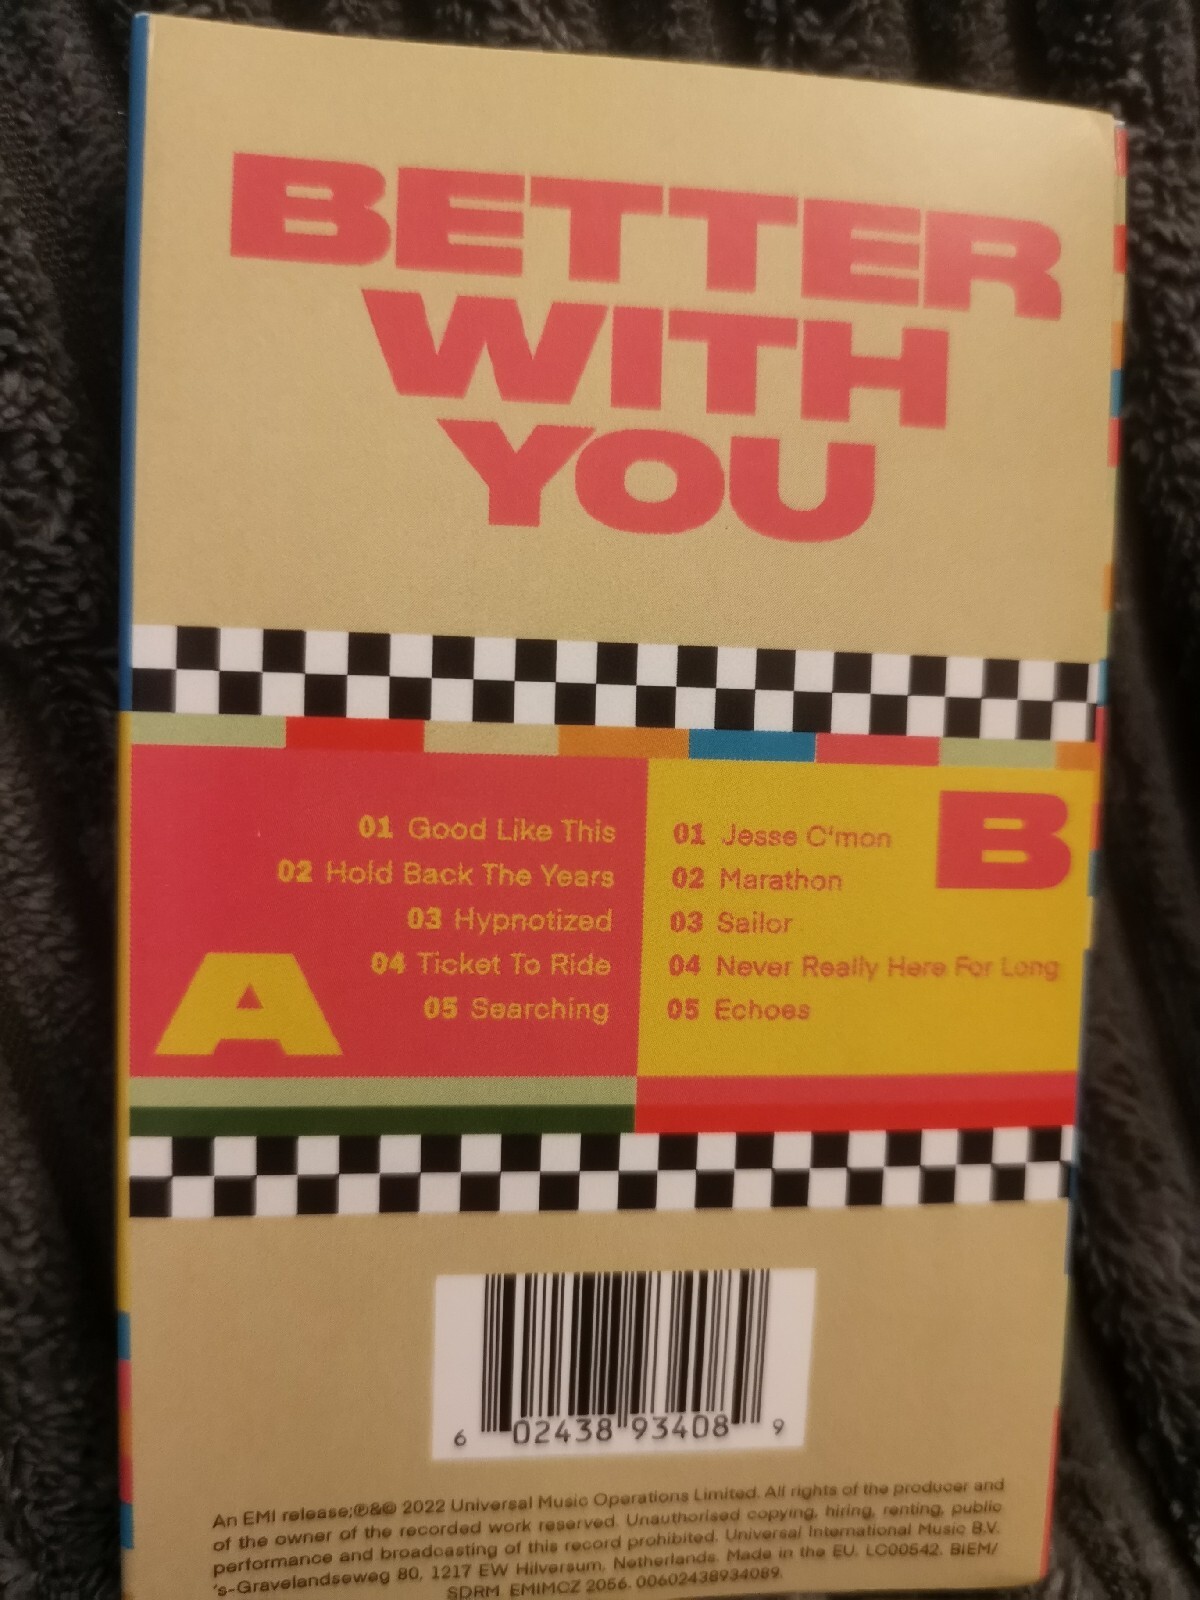 BETTER
WITH
YOU
A
01 Good Like This
02 Hold Back The Years
03 Hypnotized
04 Ticket To Ride
05 Searching
B
01 Jesse C'mon
02 Marathon
03 Sailor
04 Never Really Here For Long
05 Echoes
6 02438 93408 9
An EMI release;℗&© 2022 Universal Music Operations Limited. All rights of the producer and
of the owner of the recorded work reserved. Unauthorised copying, hiring, renting, public
performance and broadcasting of this record prohibited. Universal International Music B.V.
's-Gravelandseweg 80, 1217 EW Hilversum, Netherlands. Made in the EU. LC00542. BIEM/
SDRM EMIMCZ 2056. 00602438934089.